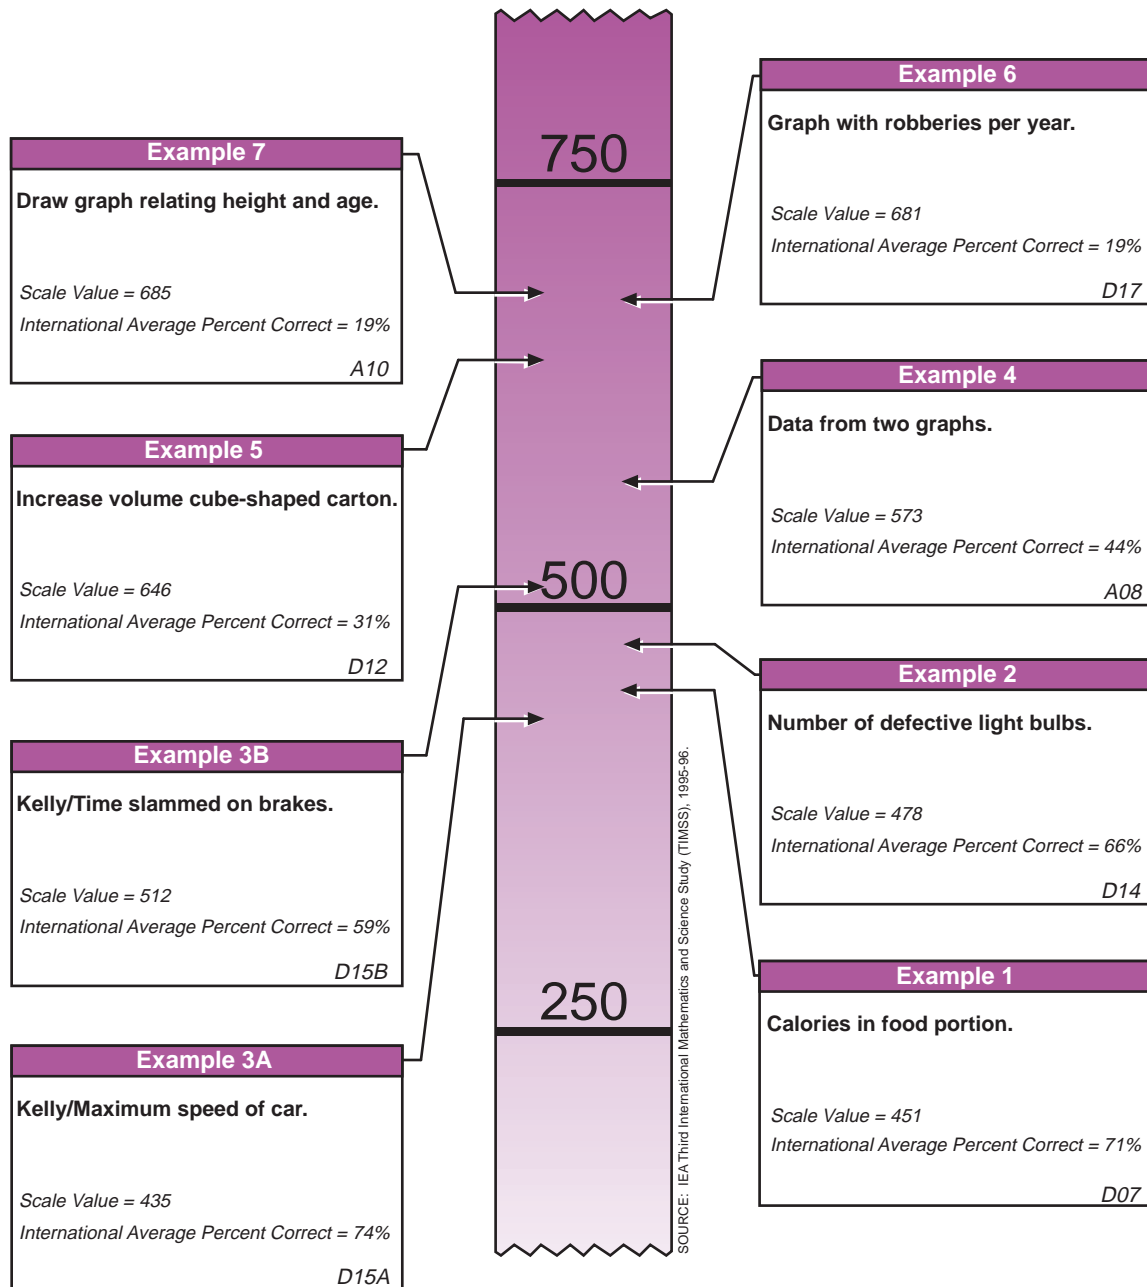 Example 7
Draw graph relating height and age.
Scale Value = 685
International Average Percent Correct = 19%
A10
Example 5
Increase volume cube-shaped carton.
Scale Value = 646
International Average Percent Correct = 31%
D12
Example 3B
Kelly/Time slammed on brakes.
Scale Value = 512
International Average Percent Correct = 59%
D15B
Example 3A
Kelly/Maximum speed of car.
Scale Value = 435
International Average Percent Correct = 74%
D15A
750
500
250
SOURCE: IEA Third International Mathematics and Science Study (TIMSS), 1995-96.
Example 6
Graph with robberies per year.
Scale Value = 681
International Average Percent Correct = 19%
D17
Example 4
Data from two graphs.
Scale Value = 573
International Average Percent Correct = 44%
A08
Example 2
Number of defective light bulbs.
Scale Value = 478
International Average Percent Correct = 66%
D14
Example 1
Calories in food portion.
Scale Value = 451
International Average Percent Correct = 71%
D07